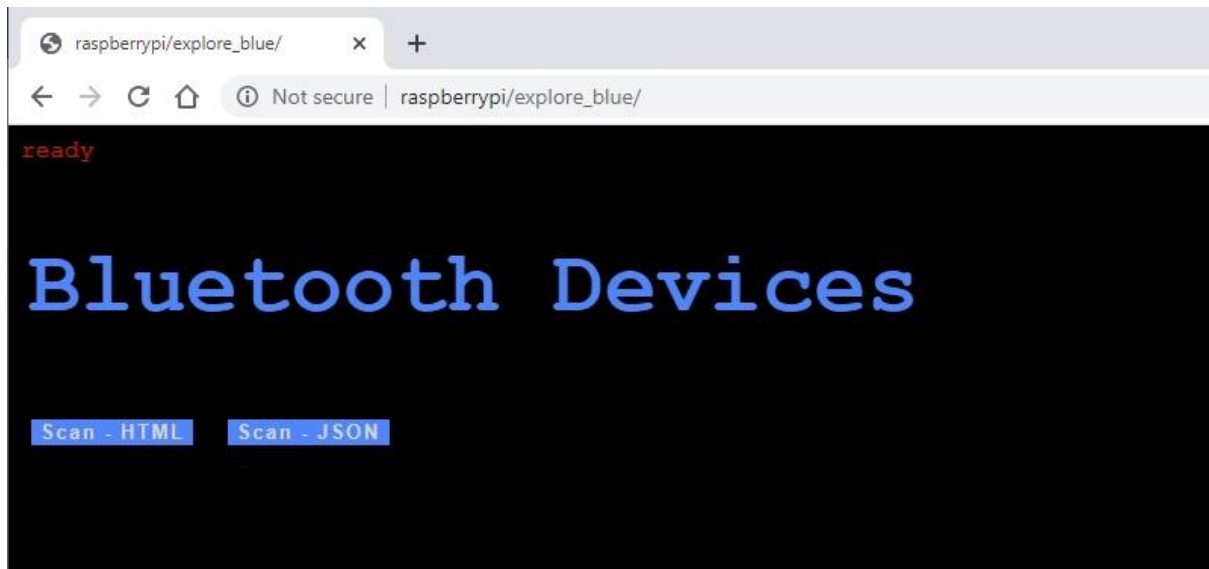 raspberrypi/explore_blue/
Not secure | raspberrypi/explore_blue/
ready
Bluetooth Devices
Scan - HTML Scan - JSON